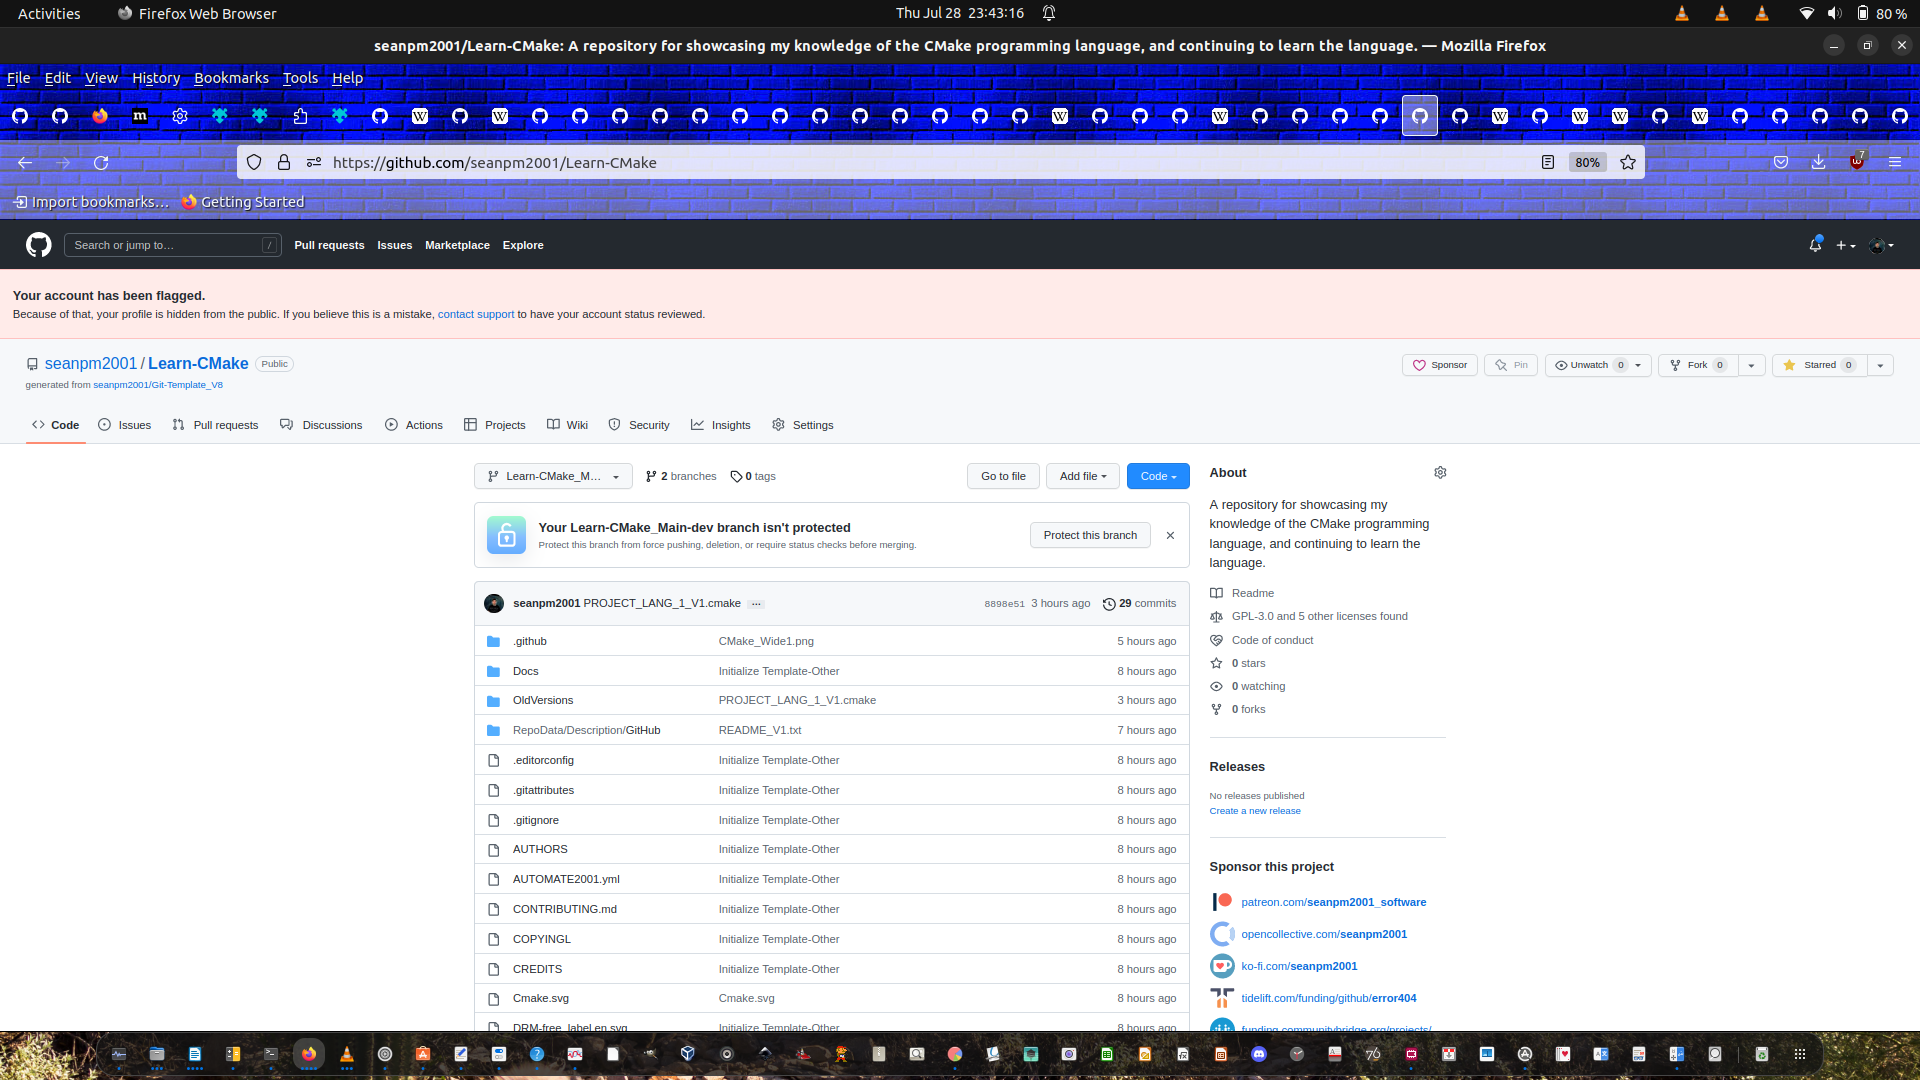 Activities Firefox Web Browser Thu Jul 28 23:43:16 80 %
seanpm2001/Learn-CMake: A repository for showcasing my knowledge of the CMake programming language, and continuing to learn the language. — Mozilla Firefox
File Edit View History Bookmarks Tools Help
https://github.com/seanpm2001/Learn-CMake 80% 7
Import bookmarks… Getting Started
Search or jump to… / Pull requests Issues Marketplace Explore
Your account has been flagged.
Because of that, your profile is hidden from the public. If you believe this is a mistake, contact support to have your account status reviewed.
seanpm2001 / Learn-CMake Public Sponsor Pin Unwatch 0 Fork 0 Starred 0
generated from seanpm2001/Git-Template_V8
Code Issues Pull requests Discussions Actions Projects Wiki Security Insights Settings
Learn-CMake_M… 2 branches 0 tags Go to file Add file Code
Your Learn-CMake_Main-dev branch isn't protected
Protect this branch from force pushing, deletion, or require status checks before merging.
Protect this branch
seanpm2001 PROJECT_LANG_1_V1.cmake … 8898e51 3 hours ago 29 commits
.github CMake_Wide1.png 5 hours ago
Docs Initialize Template-Other 8 hours ago
OldVersions PROJECT_LANG_1_V1.cmake 3 hours ago
RepoData/Description/GitHub README_V1.txt 7 hours ago
.editorconfig Initialize Template-Other 8 hours ago
.gitattributes Initialize Template-Other 8 hours ago
.gitignore Initialize Template-Other 8 hours ago
AUTHORS Initialize Template-Other 8 hours ago
AUTOMATE2001.yml Initialize Template-Other 8 hours ago
CONTRIBUTING.md Initialize Template-Other 8 hours ago
COPYINGL Initialize Template-Other 8 hours ago
CREDITS Initialize Template-Other 8 hours ago
Cmake.svg Cmake.svg 8 hours ago
DRM-free_label.en.svg Initialize Template-Other 8 hours ago
About
A repository for showcasing my
knowledge of the CMake programming
language, and continuing to learn the
language.
Readme
GPL-3.0 and 5 other licenses found
Code of conduct
0 stars
0 watching
0 forks
Releases
No releases published
Create a new release
Sponsor this project
patreon.com/seanpm2001_software
opencollective.com/seanpm2001
ko-fi.com/seanpm2001
tidelift.com/funding/github/error404
funding.communitybridge.org/projects/